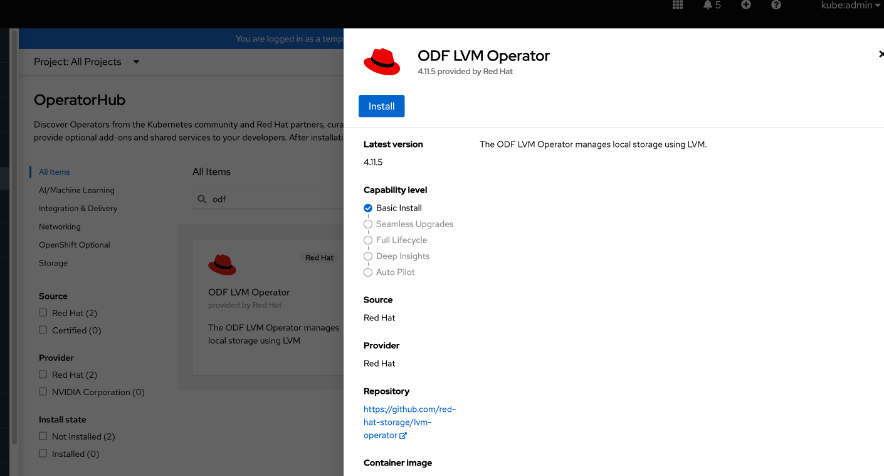 5
kube:admin
You are logged in as a temp
Project: All Projects
OperatorHub
Discover Operators from the Kubernetes community and Red Hat partners, cura
provide optional add-ons and shared services to your developers. After installati
All Items
AI/Machine Learning
Integration & Delivery
Networking
OpenShift Optional
Storage
Source
Red Hat (2)
Certified (0)
Provider
Red Hat (2)
NVIDIA Corporation (0)
Install state
Not Installed (2)
Installed (0)
All Items
odf
Red Hat
ODF LVM Operator
provided by Red Hat
The ODF LVM Operator manages
local storage using LVM
ODF LVM Operator
4.11.5 provided by Red Hat
Install
Latest version
4.11.5
Capability level
Basic Install
Seamless Upgrades
Full Lifecycle
Deep Insights
Auto Pilot
Source
Red Hat
Provider
Red Hat
Repository
https://github.com/red-
hat-storage/lvm-
operator
Container image
The ODF LVM Operator manages local storage using LVM.